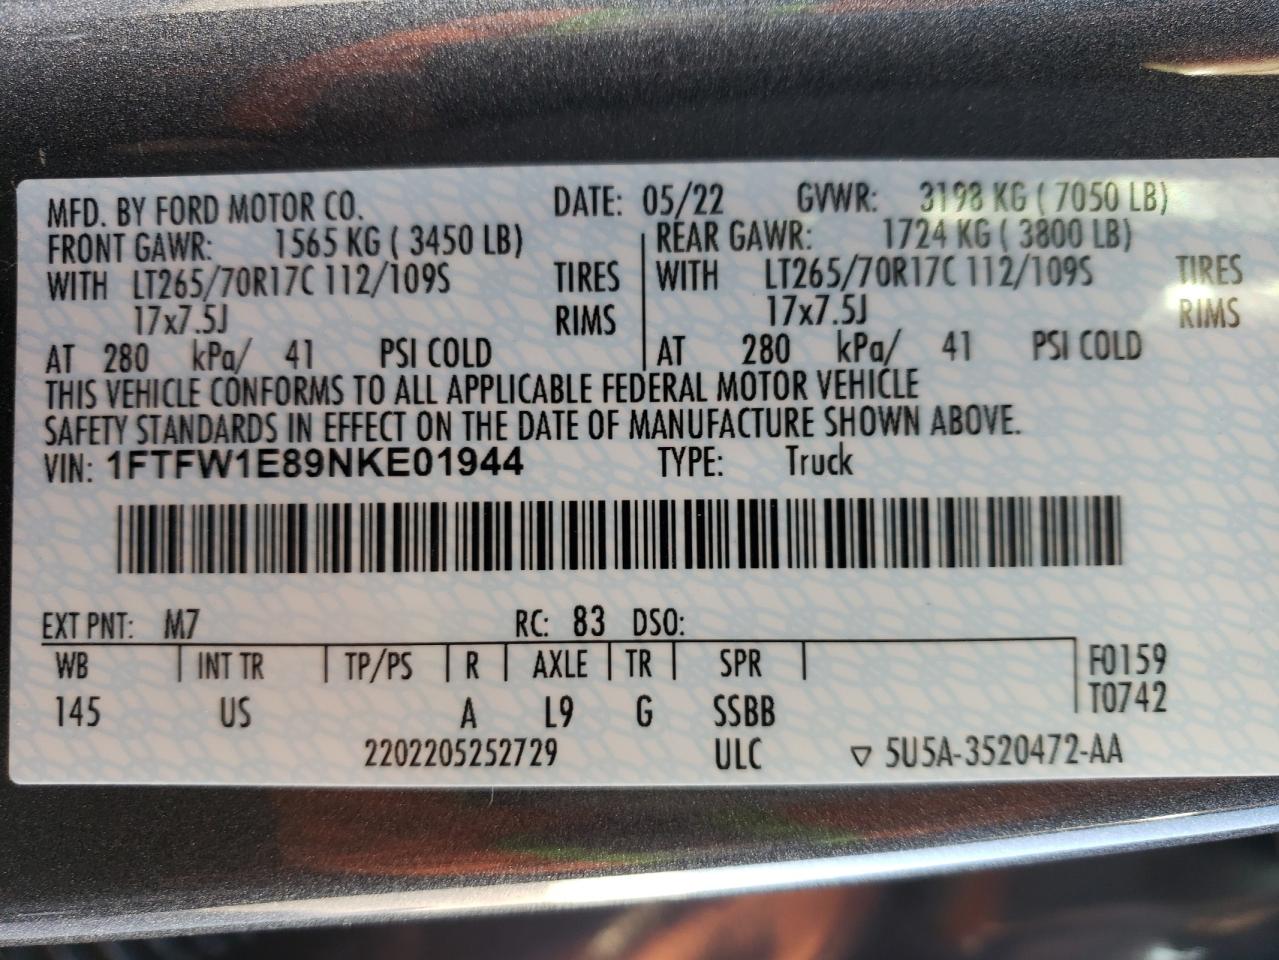 MFD. BY FORD MOTOR CO. DATE: 05/22 GVWR: 3198 KG ( 7050 LB)
FRONT GAWR: 1565 KG ( 3450 LB) REAR GAWR: 1724 KG ( 3800 LB)
WITH LT265/70R17C 112/109S TIRES WITH LT265/70R17C 112/109S TIRES
17x7.5J RIMS 17x7.5J RIMS
AT 280 kPa/ 41 PSI COLD AT 280 kPa/ 41 PSI COLD
THIS VEHICLE CONFORMS TO ALL APPLICABLE FEDERAL MOTOR VEHICLE
SAFETY STANDARDS IN EFFECT ON THE DATE OF MANUFACTURE SHOWN ABOVE.
VIN: 1FTFW1E89NKE01944 TYPE: Truck
EXT PNT: M7 RC: 83 DSO:
WB INT TR TP/PS R AXLE TR SPR F0159
145 US A L9 G SSBB T0742
2202205252729 ULC ▽ 5U5A-3520472-AA